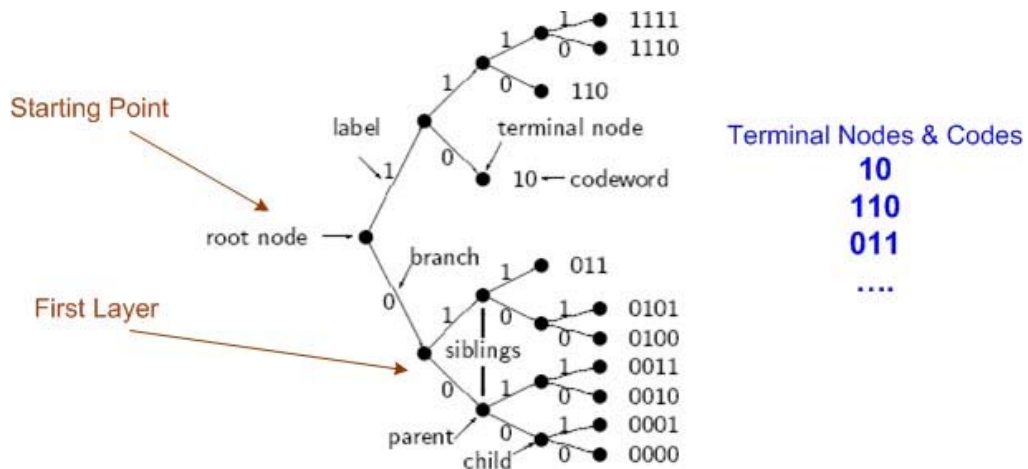 1 1111
1 0 1110
Starting Point 1 0 110
label terminal node
1 0 10 codeword
root node
branch 1 011
First Layer 0 1 0 1 0101
siblings 0 0100
0 1 1 0011
0 0010
parent 0 1 0001
child 0 0000
Terminal Nodes & Codes
10
110
011
....